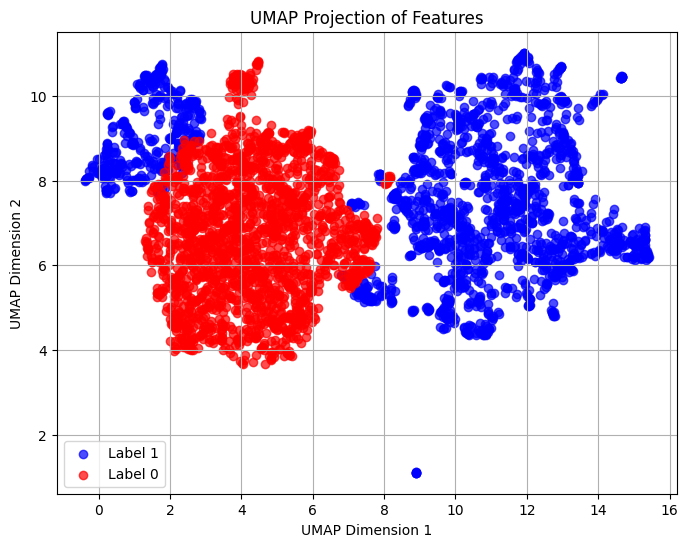 UMAP Projection of Features
UMAP Dimension 2
10
8
6
4
2
Label 1
Label 0
0 2 4 6 8 10 12 14 16
UMAP Dimension 1